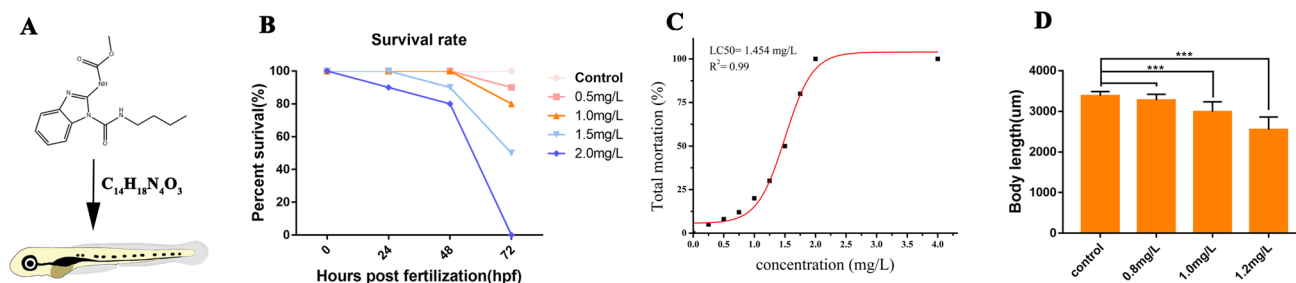 A
O
O
NH
N
N
H
N
O
C14H18N4O3
B
Survival rate
Percent survival(%)
100
80
60
40
20
0
0
24
48
72
Hours post fertilization(hpf)
Control
0.5mg/L
1.0mg/L
1.5mg/L
2.0mg/L
C
LC50= 1.454 mg/L
R²= 0.99
Total mortation (%)
100
75
50
25
0.0
0.5
1.0
1.5
2.0
2.5
3.0
3.5
4.0
concentration (mg/L)
D
***
***
***
Body length(um)
4000
3000
2000
1000
0
control
0.8mg/L
1.0mg/L
1.2mg/L